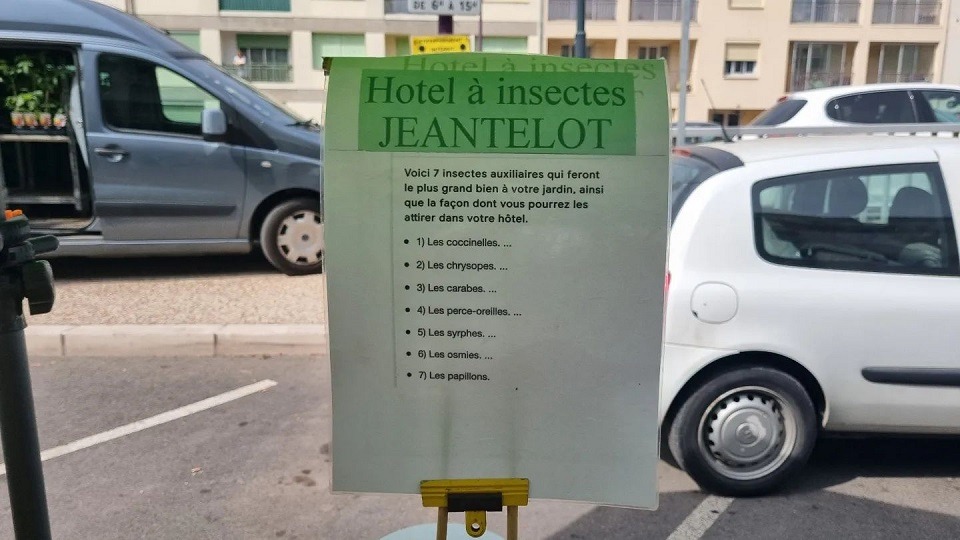 DE 6H À 15H
Hotel à insectes
Hotel à insectes
JEANTELOT
Voici 7 insectes auxiliaires qui feront
le plus grand bien à votre jardin, ainsi
que la façon dont vous pourrez les
attirer dans votre hôtel.
• 1) Les coccinelles. ...
• 2) Les chrysopes. ...
• 3) Les carabes. ...
• 4) Les perce-oreilles. ...
• 5) Les syrphes. ...
• 6) Les osmies. ...
• 7) Les papillons.